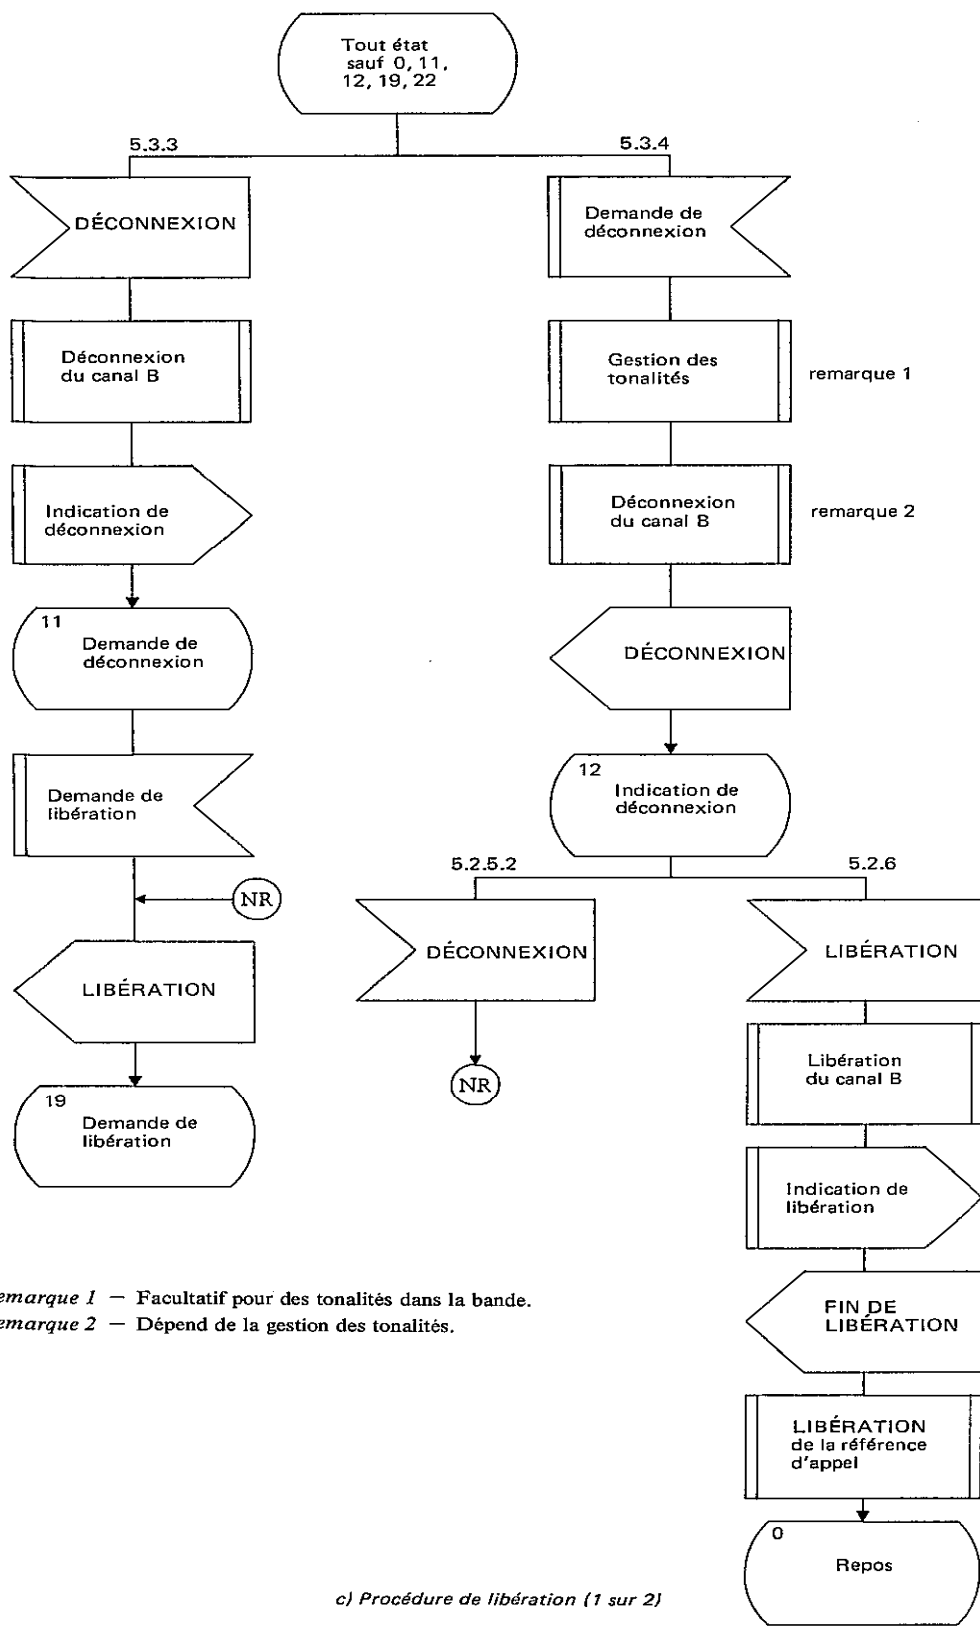 Tout état
sauf 0, 11,
12, 19, 22
5.3.3
5.3.4
DÉCONNEXION
Demande de
déconnexion
Déconnexion
du canal B
Gestion des
tonalités
remarque 1
Indication de
déconnexion
Déconnexion
du canal B
remarque 2
11
Demande de
déconnexion
DÉCONNEXION
Demande de
libération
12
Indication de
déconnexion
NR
5.2.5.2
5.2.6
LIBÉRATION
DÉCONNEXION
LIBÉRATION
19
Demande de
libération
NR
Libération
du canal B
Indication de
libération
emarque 1 — Facultatif pour des tonalités dans la bande.
emarque 2 — Dépend de la gestion des tonalités.
FIN DE
LIBÉRATION
LIBÉRATION
de la référence
d'appel
0
Repos
c) Procédure de libération (1 sur 2)